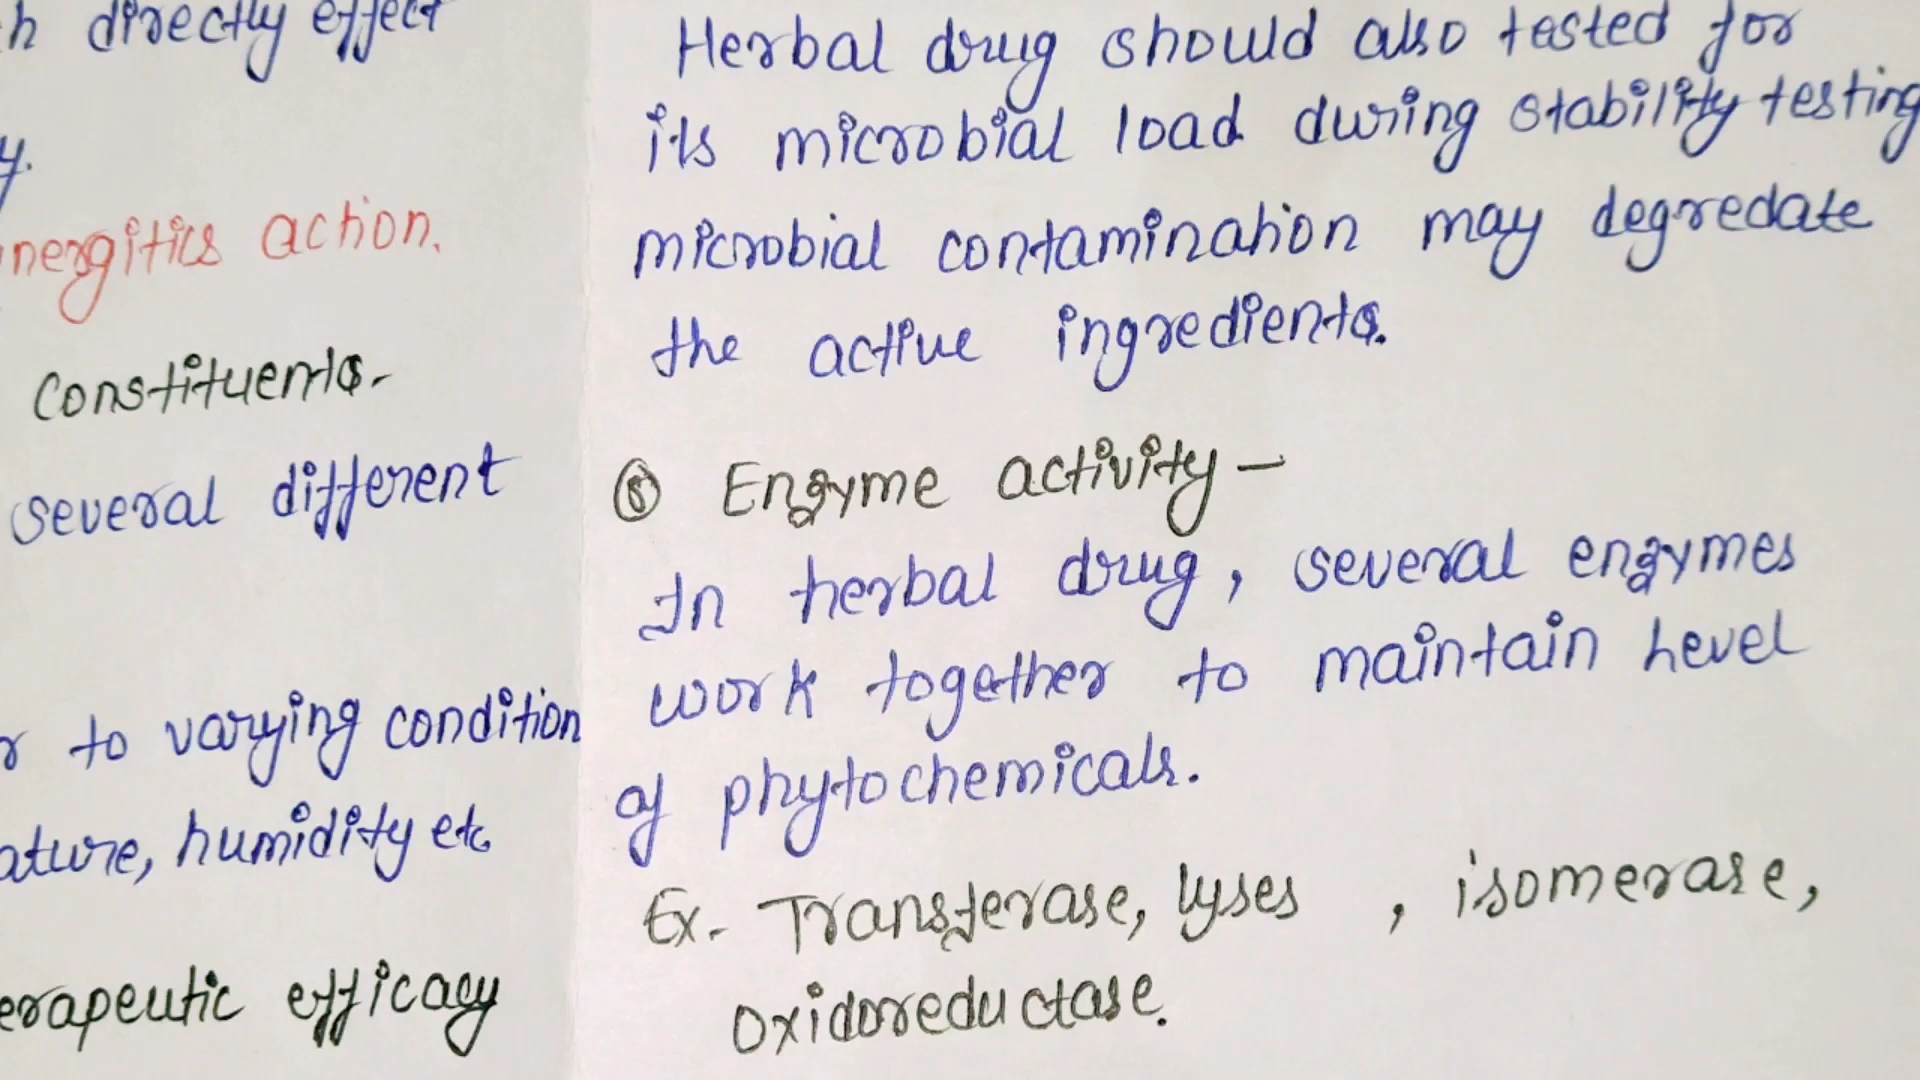 directly effect
y.
nergitics action.
Constituents-
several different
r to varying condition
ature, humidity etc
erapeutic efficacy
Herbal drug should also tested for
its microbial load during stability testing
microbial contamination may degredate
the active ingredients.
Enzyme activity -
In herbal drug, several enzymes
work together to maintain level
of phytochemicals.
Ex. Transferase, lyses , isomerase,
oxidoreductase.